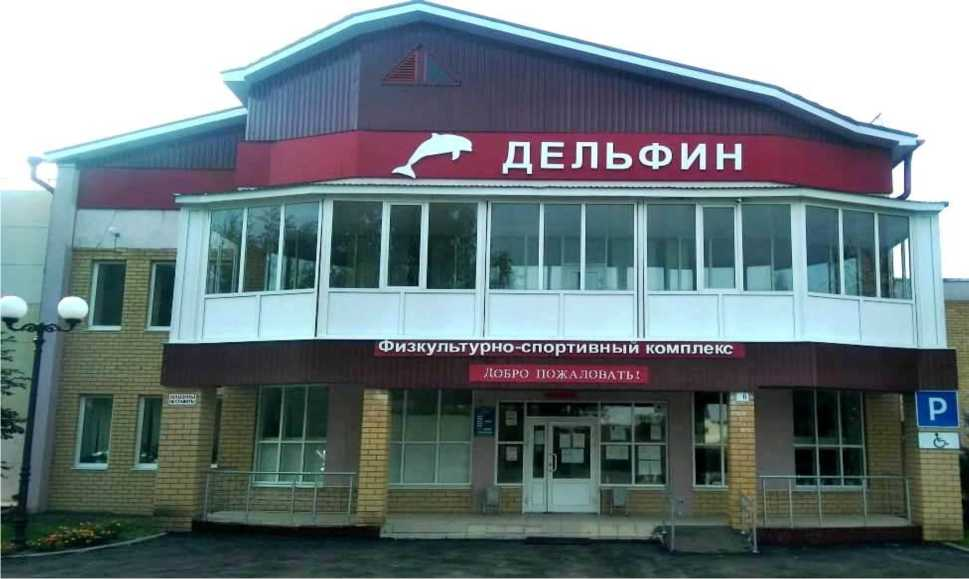 ДЕЛЬФИН
Физкультурно-спортивный комплекс
ДОБРО ПОЖАЛОВАТЬ!
P